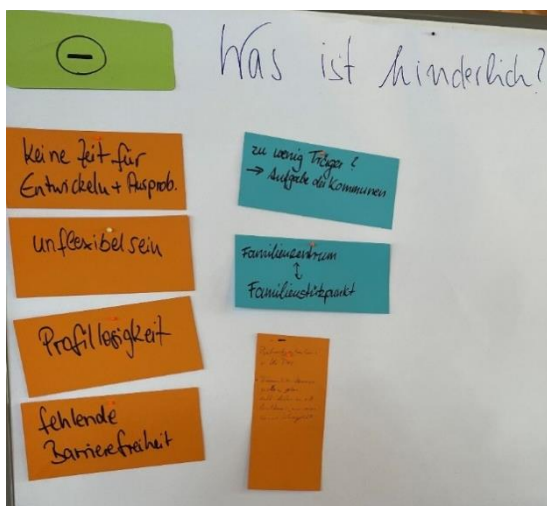 Was ist hinderlich?
keine Zeit für
Entwickeln + Ausprob.
unflexibel sein
Profillosigkeit
fehlende
Barrierefreiheit
zu wenig Träger?
→ Aufgabe der Kommunen
Familienzentrum
↕
Familienstützpunkt